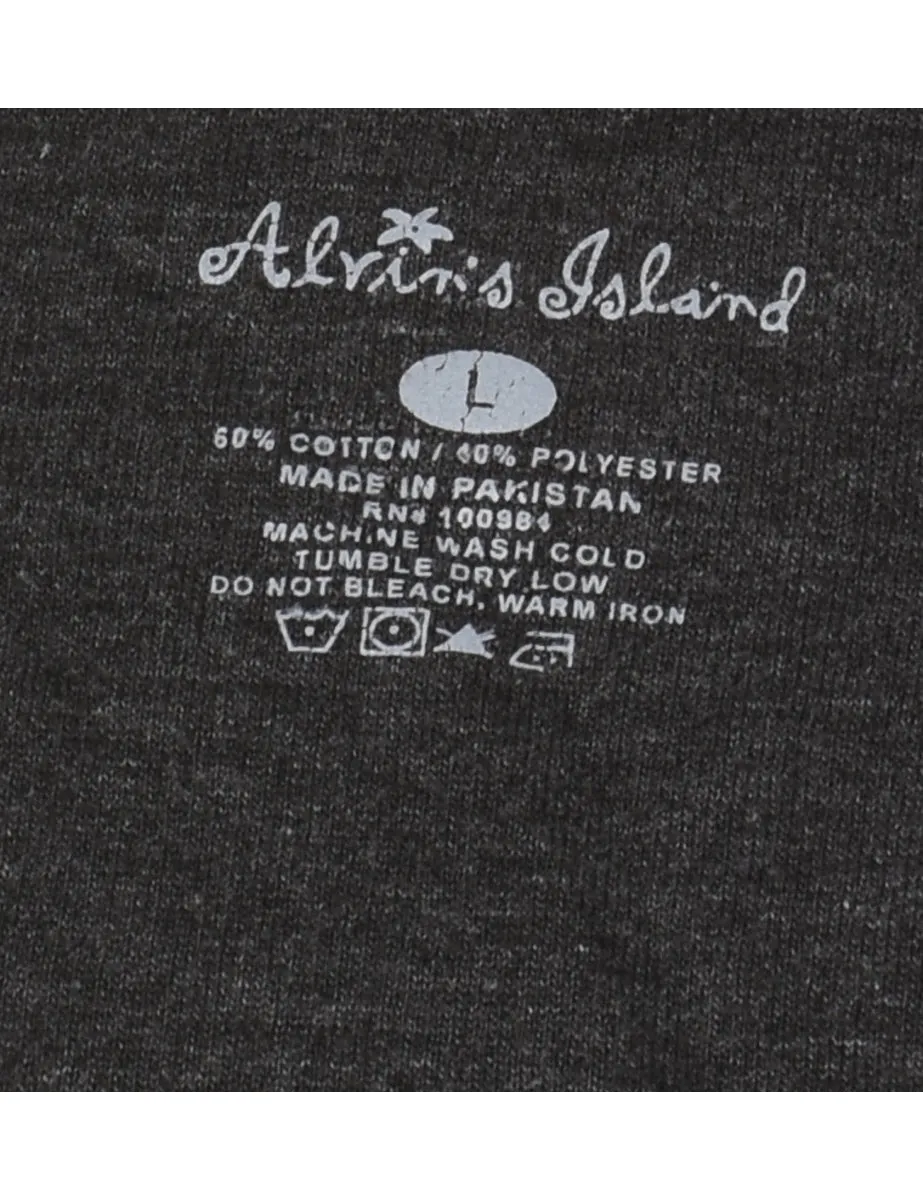 Alvin's Island
L
60% COTTON / 40% POLYESTER
MADE IN PAKISTAN
RN# 100984
MACHINE WASH COLD
TUMBLE DRY LOW
DO NOT BLEACH, WARM IRON